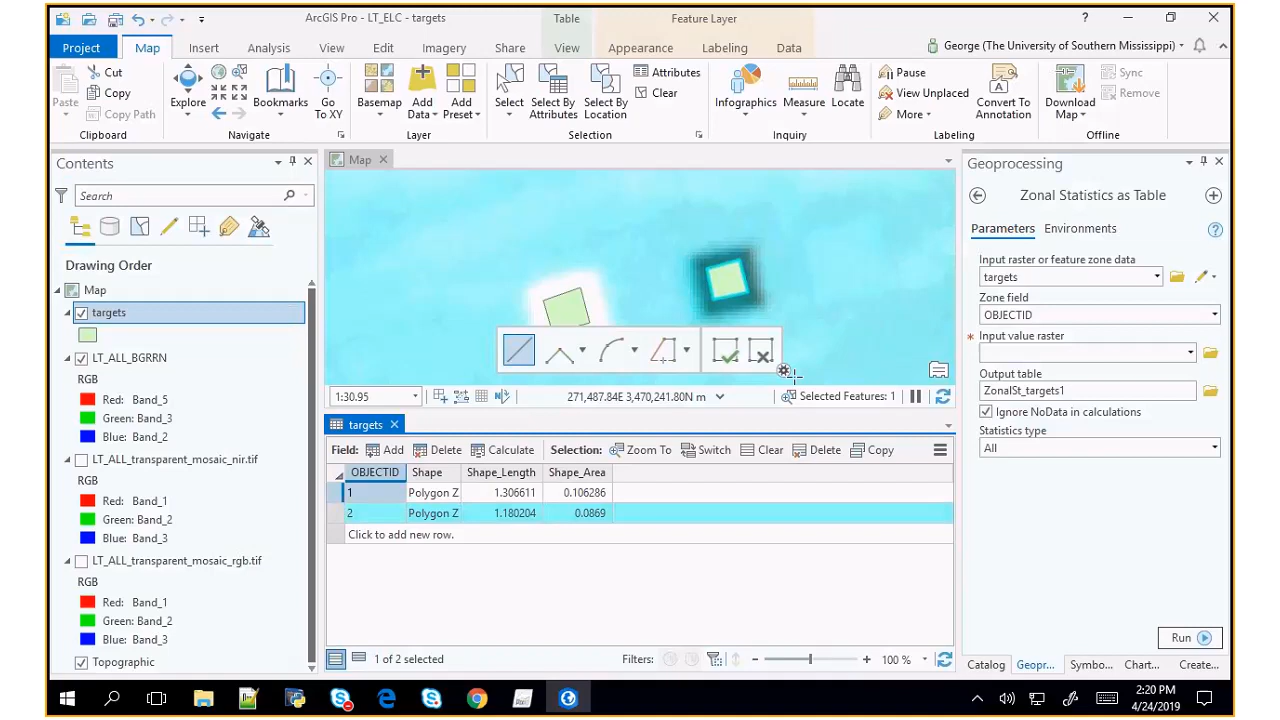 ArcGIS Pro - LT_ELC - targets
Table
Feature Layer
?
Project
Map
Insert
Analysis
View
Edit
Imagery
Share
View
Appearance
Labeling
Data
George (The University of Southern Mississippi)
Paste
Cut
Copy
Copy Path
Clipboard
Explore
Bookmarks
Go
To XY
Navigate
Basemap
Add
Data
Add
Preset
Layer
Select
Select By
Attributes
Select By
Location
Attributes
Clear
Selection
Infographics
Measure
Locate
Inquiry
Pause
View Unplaced
More
Convert To
Annotation
Labeling
Download
Map
Sync
Remove
Offline
Contents
Search
Drawing Order
Map
targets
LT_ALL_BGRRN
RGB
Red: Band_5
Green: Band_3
Blue: Band_2
LT_ALL_transparent_mosaic_nir.tif
RGB
Red: Band_1
Green: Band_2
Blue: Band_3
LT_ALL_transparent_mosaic_rgb.tif
RGB
Red: Band_1
Green: Band_2
Blue: Band_3
Topographic
Map
1:30.95
271,487.84E 3,470,241.80N m
Selected Features: 1
targets
Field: Add Delete Calculate Selection: Zoom To Switch Clear Delete Copy
OBJECTID Shape Shape_Length Shape_Area
1 Polygon Z 1.306611 0.106286
2 Polygon Z 1.180204 0.0869
Click to add new row.
1 of 2 selected
Filters:
100 %
Geoprocessing
Zonal Statistics as Table
Parameters Environments
?
Input raster or feature zone data
targets
Zone field
OBJECTID
* Input value raster
Output table
ZonalSt_targets1
Ignore NoData in calculations
Statistics type
All
Run
Catalog Geopr... Symbo... Chart... Create...
2:20 PM
4/24/2019